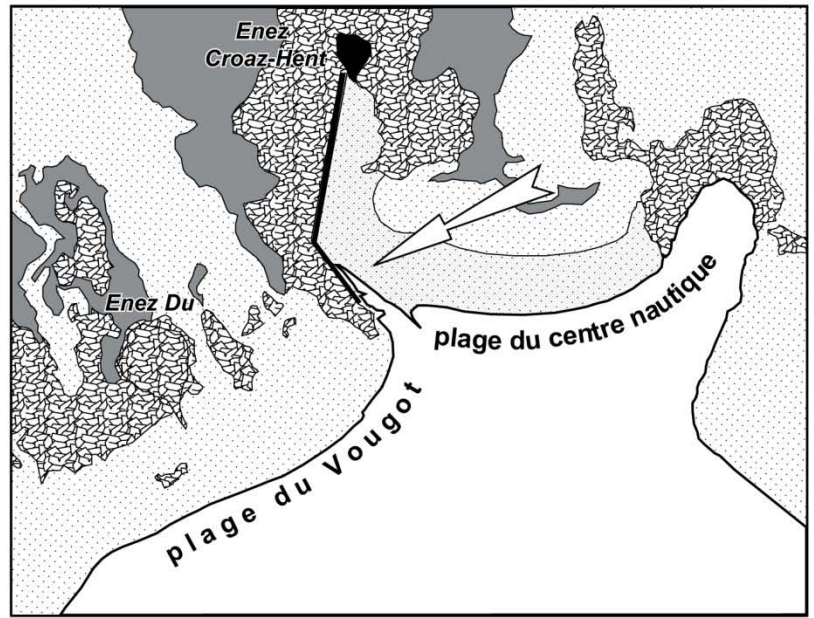 Enez
Croaz-Hent
Enez Du
plage du centre nautique
plage du Vougot